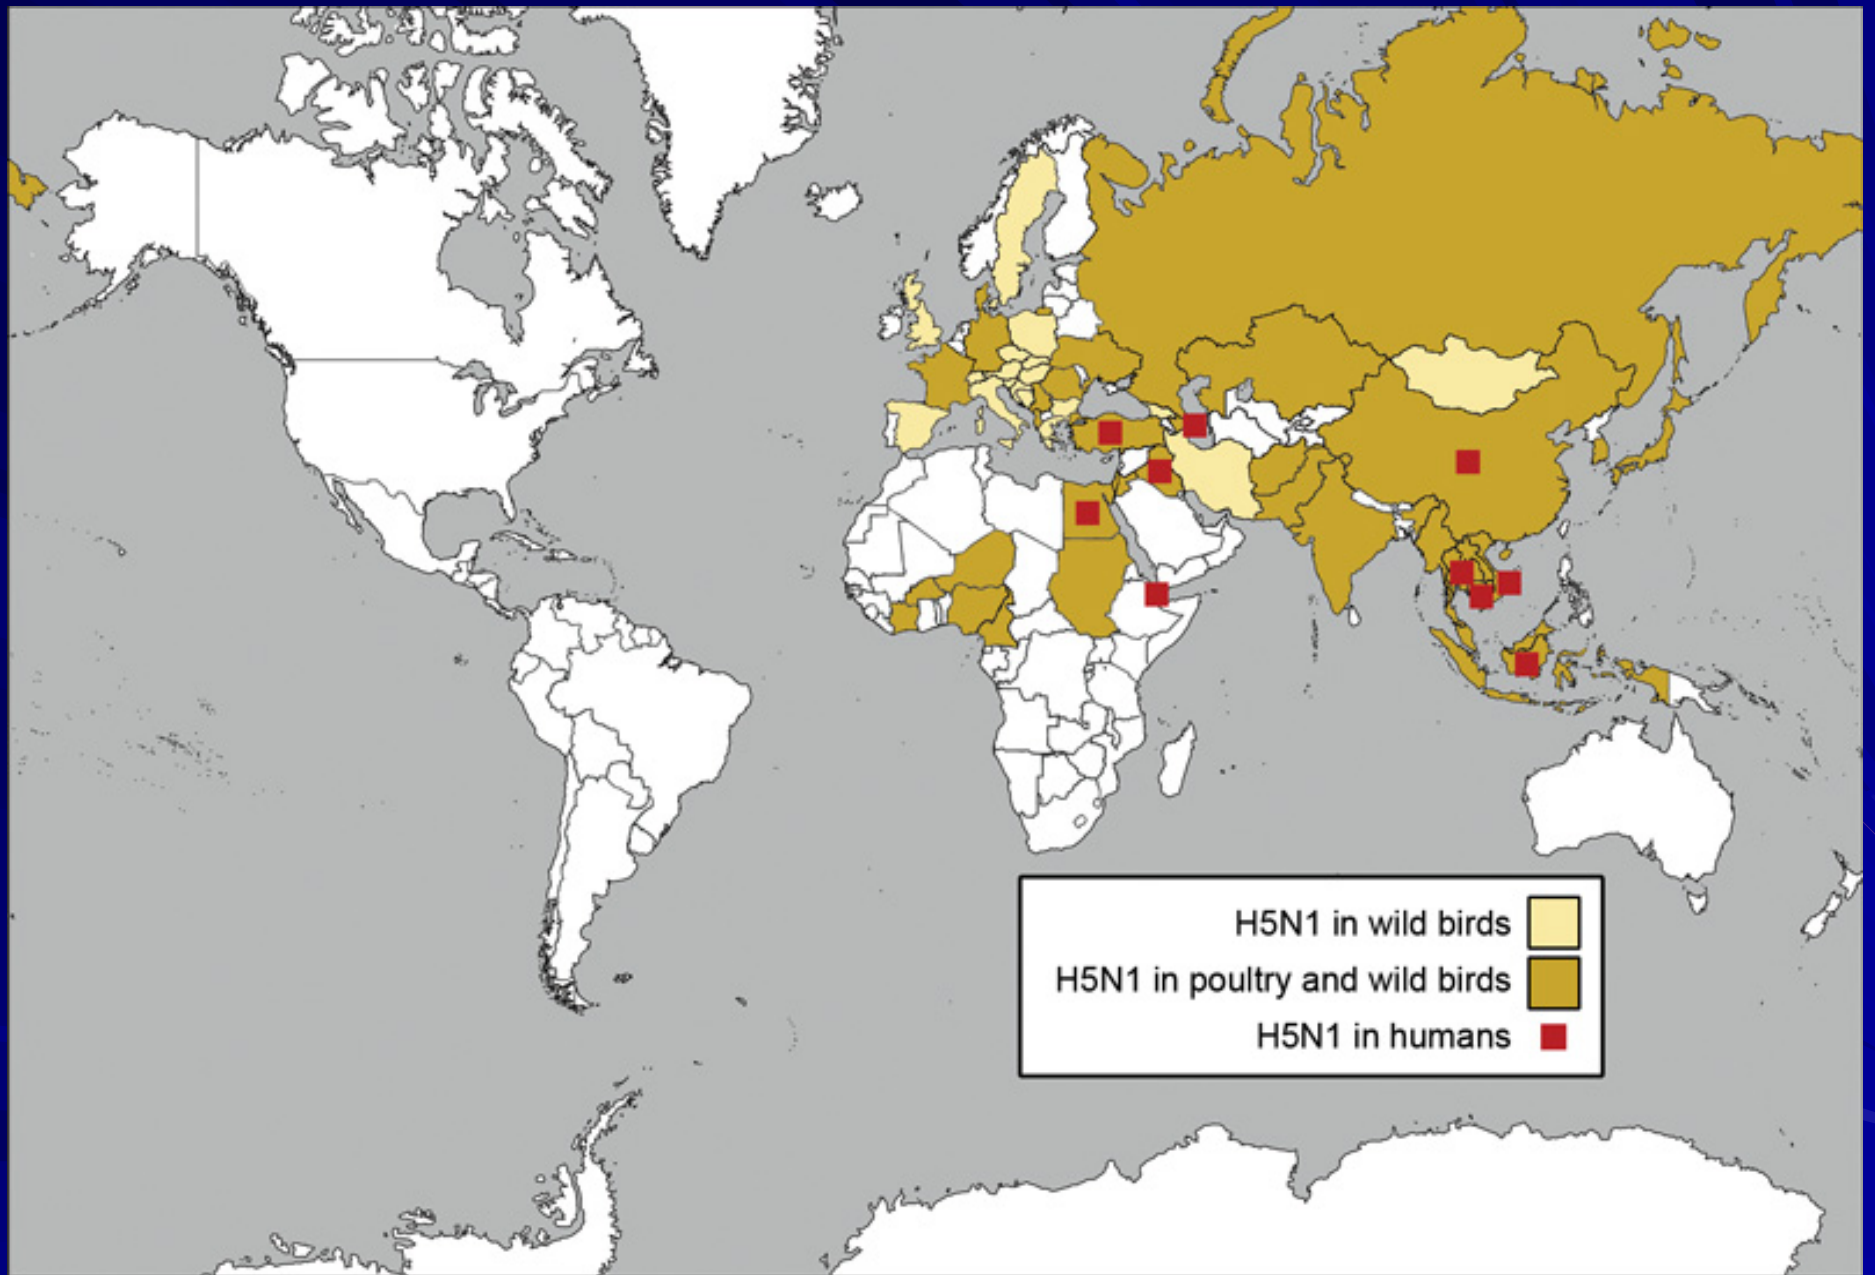 H5N1 in wild birds
H5N1 in poultry and wild birds
H5N1 in humans